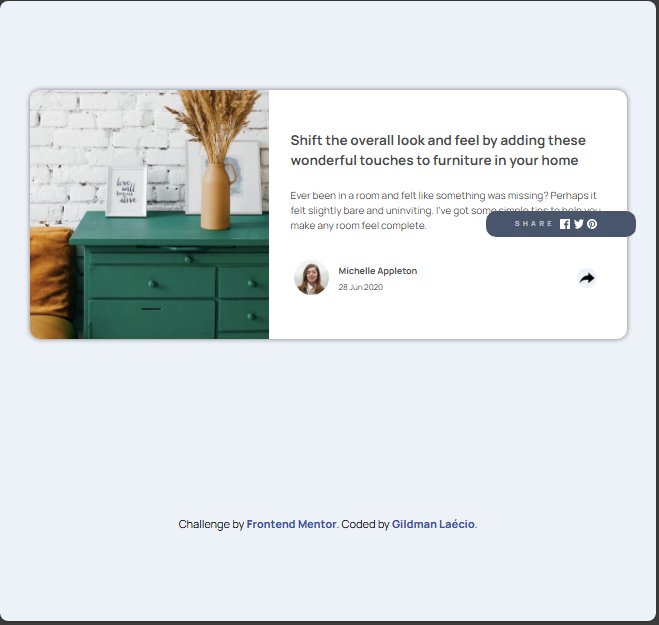 love
well
alive
Shift the overall look and feel by adding these
wonderful touches to furniture in your home
Ever been in a room and felt like something was missing? Perhaps it
felt slightly bare and uninviting. I've got some simple tips to help you
make any room feel complete.
SHARE
Michelle Appleton
28 Jun 2020
Challenge by Frontend Mentor. Coded by Gildman Laécio.